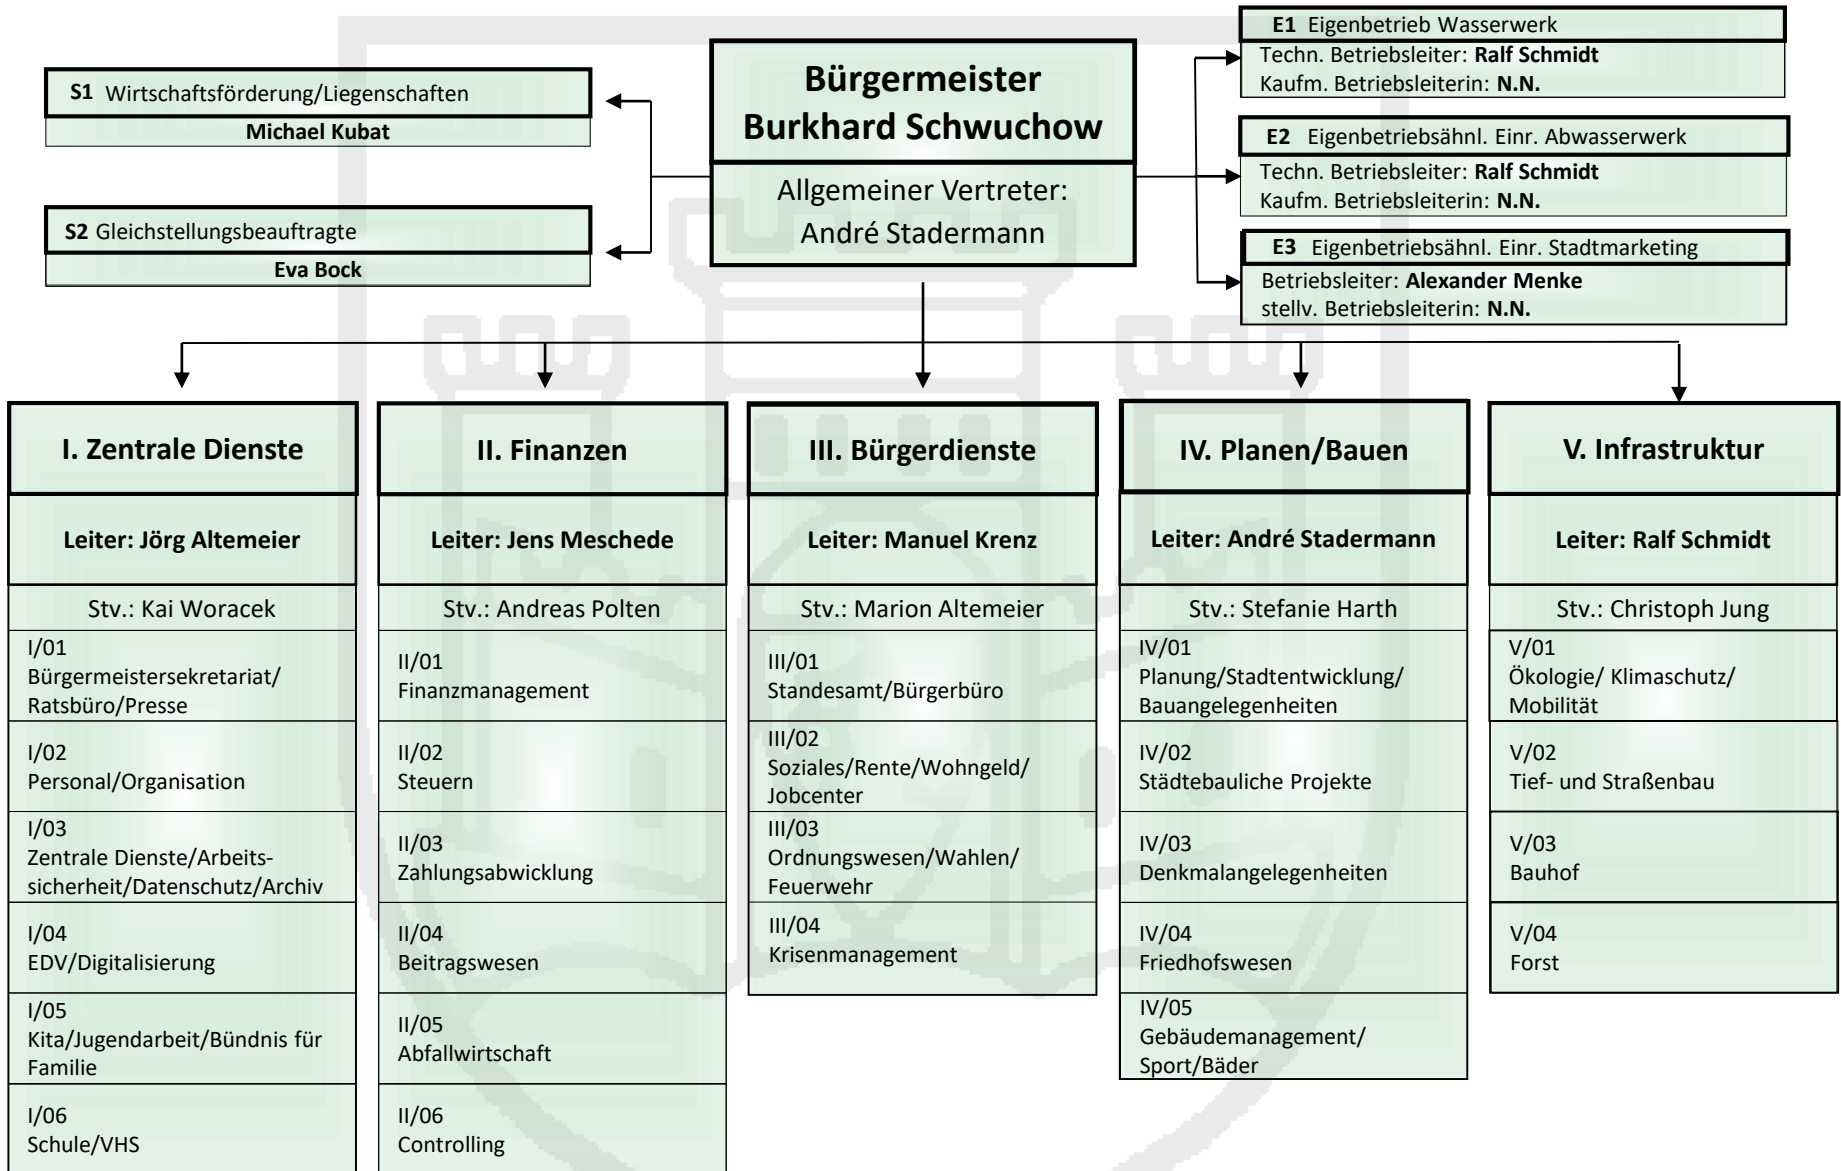 S1 Wirtschaftsförderung/Liegenschaften
Michael Kubat
S2 Gleichstellungsbeauftragte
Eva Bock
Bürgermeister
Burkhard Schwuchow
Allgemeiner Vertreter:
André Stadermann
E1 Eigenbetrieb Wasserwerk
Techn. Betriebsleiter: Ralf Schmidt
Kaufm. Betriebsleiterin: N.N.
E2 Eigenbetriebsähnl. Einr. Abwasserwerk
Techn. Betriebsleiter: Ralf Schmidt
Kaufm. Betriebsleiterin: N.N.
E3 Eigenbetriebsähnl. Einr. Stadtmarketing
Betriebsleiter: Alexander Menke
stellv. Betriebsleiterin: N.N.
I. Zentrale Dienste
Leiter: Jörg Altemeier
Stv.: Kai Woracek
I/01
Bürgermeistersekretariat/
Ratsbüro/Presse
I/02
Personal/Organisation
I/03
Zentrale Dienste/Arbeits-
sicherheit/Datenschutz/Archiv
I/04
EDV/Digitalisierung
I/05
Kita/Jugendarbeit/Bündnis für
Familie
I/06
Schule/VHS
II. Finanzen
Leiter: Jens Meschede
Stv.: Andreas Polten
II/01
Finanzmanagement
II/02
Steuern
II/03
Zahlungsabwicklung
II/04
Beitragswesen
II/05
Abfallwirtschaft
II/06
Controlling
III. Bürgerdienste
Leiter: Manuel Krenz
Stv.: Marion Altemeier
III/01
Standesamt/Bürgerbüro
III/02
Soziales/Rente/Wohngeld/
Jobcenter
III/03
Ordnungswesen/Wahlen/
Feuerwehr
III/04
Krisenmanagement
IV. Planen/Bauen
Leiter: André Stadermann
Stv.: Stefanie Harth
IV/01
Planung/Stadtentwicklung/
Bauangelegenheiten
IV/02
Städtebauliche Projekte
IV/03
Denkmalangelegenheiten
IV/04
Friedhofswesen
IV/05
Gebäudemanagement/
Sport/Bäder
V. Infrastruktur
Leiter: Ralf Schmidt
Stv.: Christoph Jung
V/01
Ökologie/ Klimaschutz/
Mobilität
V/02
Tief- und Straßenbau
V/03
Bauhof
V/04
Forst